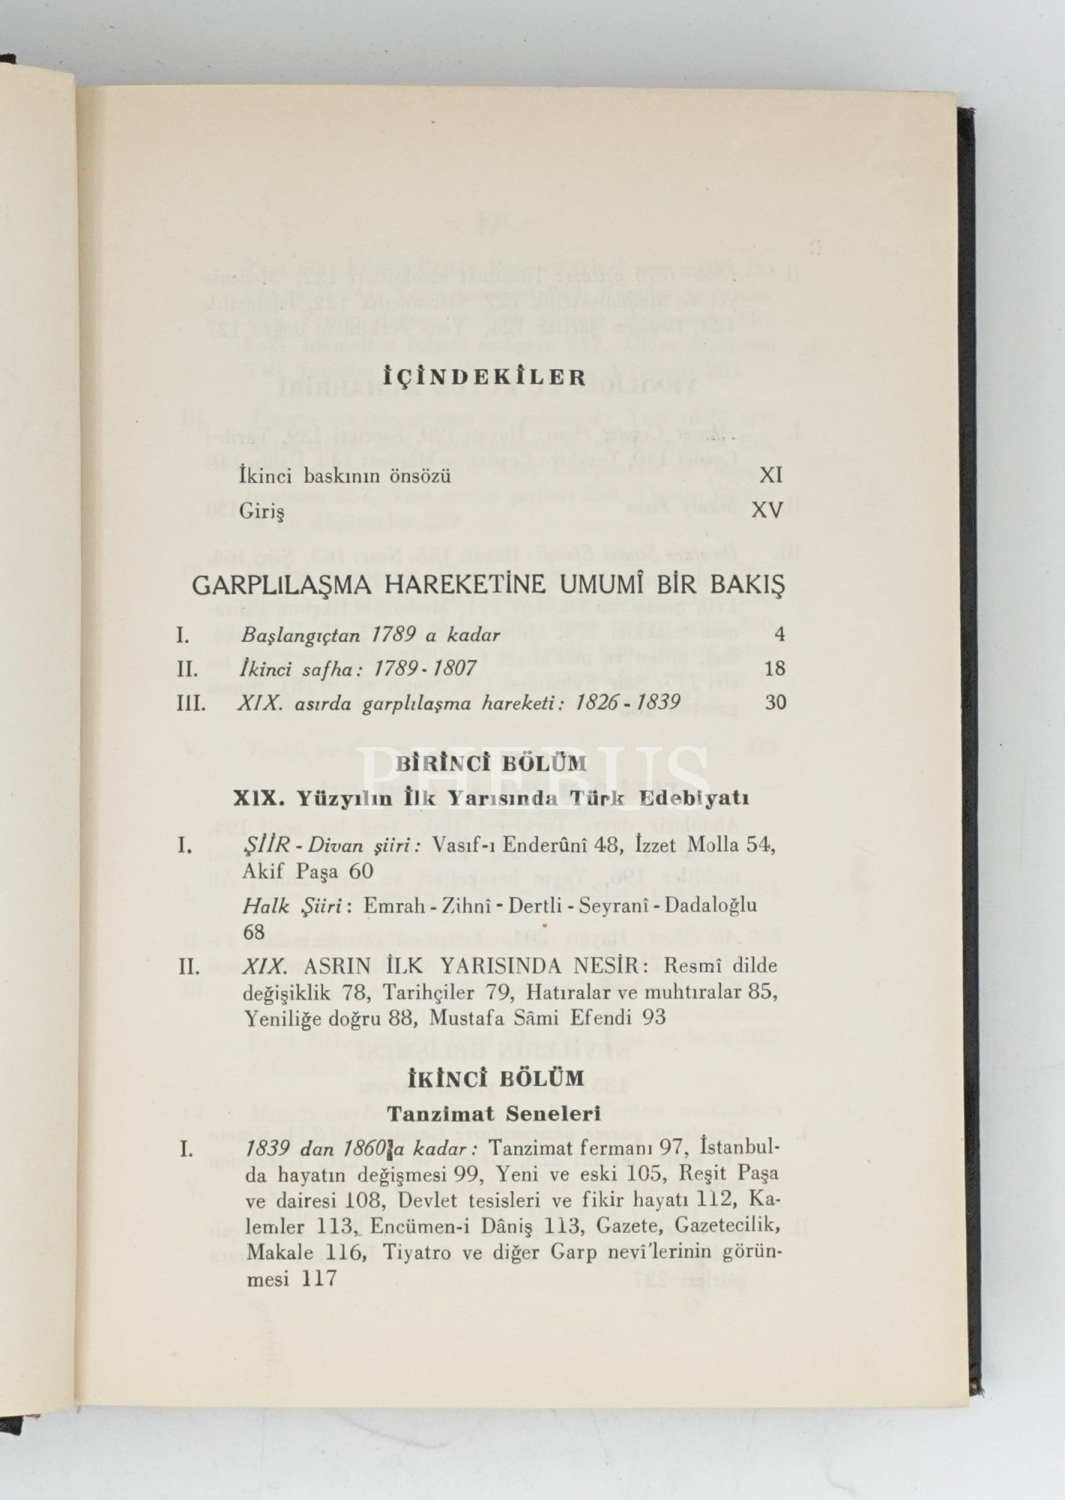 İÇİNDEKİLER
İkinci baskının önsözü XI
Giriş XV
GARPLILAŞMA HAREKETİNE UMUMÎ BİR BAKIŞ
I. Başlangıçtan 1789 a kadar 4
II. İkinci safha: 1789-1807 18
III. XIX. asırda garplılaşma hareketi: 1826-1839 30
PHEBUS
BİRİNCİ BÖLÜM
XIX. Yüzyılın İlk Yarısında Türk Edebiyatı
I. ŞİİR - Divan şiiri: Vasıf-ı Enderûnî 48, İzzet Molla 54,
Akif Paşa 60
Halk Şiiri: Emrah - Zihnî - Dertli - Seyranî - Dadaloğlu
68
II. XIX. ASRIN İLK YARISINDA NESİR: Resmî dilde
değişiklik 78, Tarihçiler 79, Hatıralar ve muhtıralar 85,
Yeniliğe doğru 88, Mustafa Sâmi Efendi 93
İKİNCİ BÖLÜM
Tanzimat Seneleri
I. 1839 dan 1860 a kadar: Tanzimat fermanı 97, İstanbul-
da hayatın değişmesi 99, Yeni ve eski 105, Reşit Paşa
ve dairesi 108, Devlet tesisleri ve fikir hayatı 112, Ka-
lemler 113, Encümen-i Dâniş 113, Gazete, Gazetecilik,
Makale 116, Tiyatro ve diğer Garp nevî'lerinin görün-
mesi 117